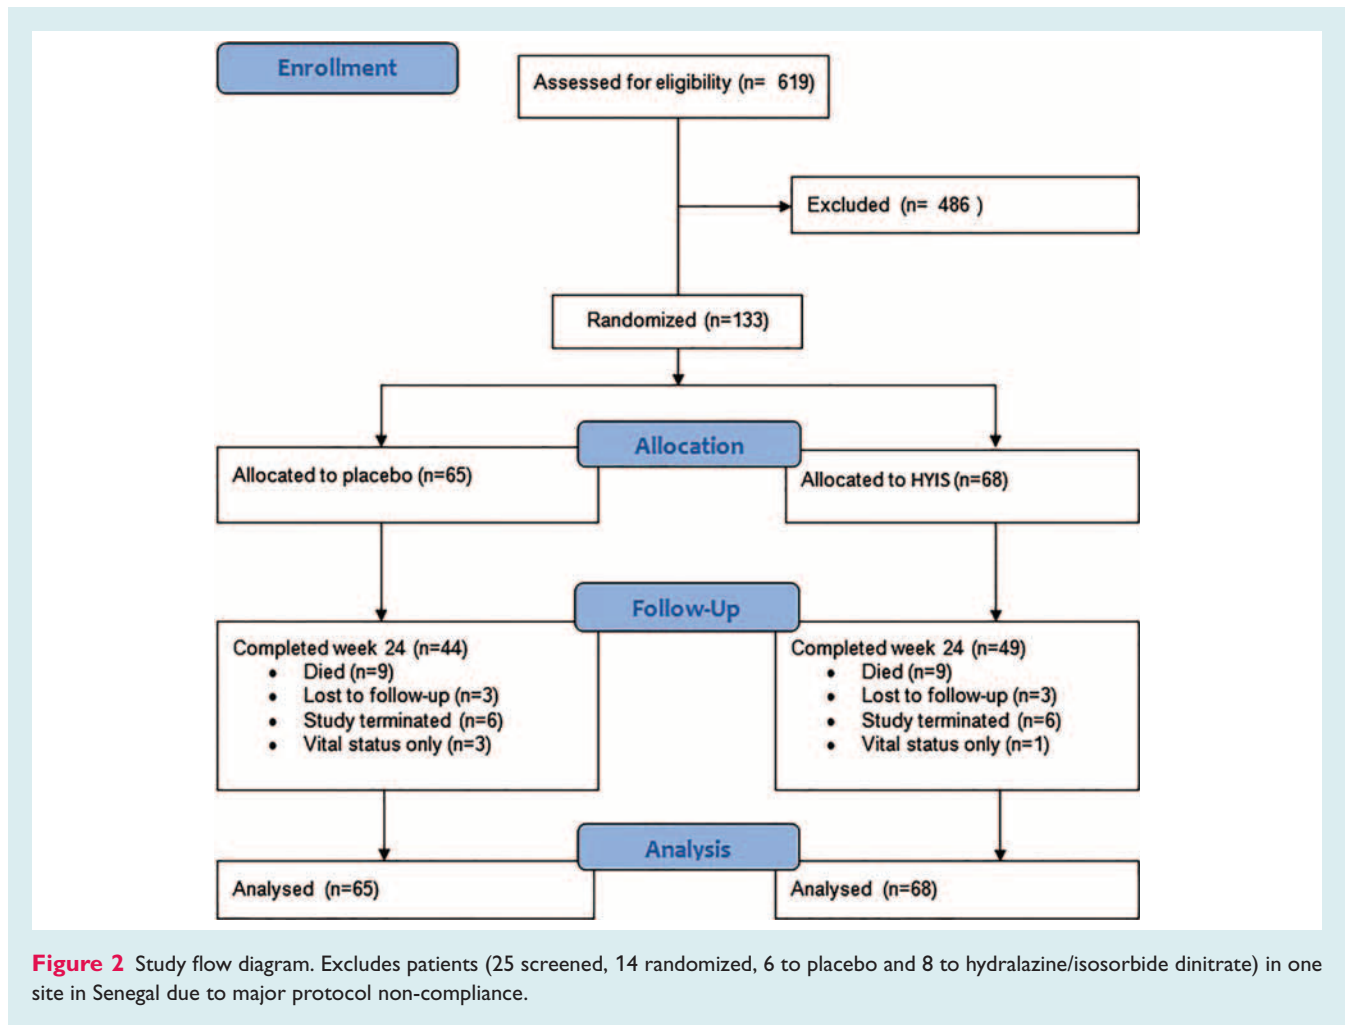 Enrollment
Assessed for eligibility (n= 619)
Excluded (n= 486 )
Randomized (n=133)
Allocation
Allocated to placebo (n=65)
Allocated to HYIS (n=68)
Follow-Up
Completed week 24 (n=44)
• Died (n=9)
• Lost to follow-up (n=3)
• Study terminated (n=6)
• Vital status only (n=3)
Completed week 24 (n=49)
• Died (n=9)
• Lost to follow-up (n=3)
• Study terminated (n=6)
• Vital status only (n=1)
Analysis
Analysed (n=65)
Analysed (n=68)
Figure 2 Study flow diagram. Excludes patients (25 screened, 14 randomized, 6 to placebo and 8 to hydralazine/isosorbide dinitrate) in one
site in Senegal due to major protocol non-compliance.